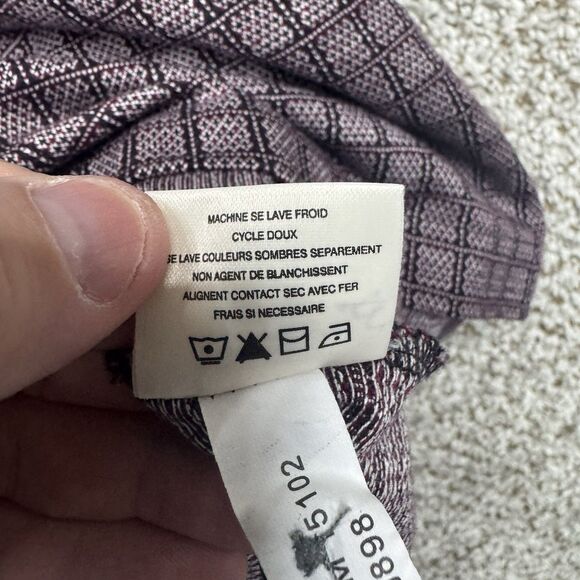 MACHINE SE LAVE FROID
CYCLE DOUX
SE LAVE COULEURS SOMBRES SEPAREMENT
NON AGENT DE BLANCHISSENT
ALIGNENT CONTACT SEC AVEC FER
FRAIS SI NECESSAIRE
M 5102
898